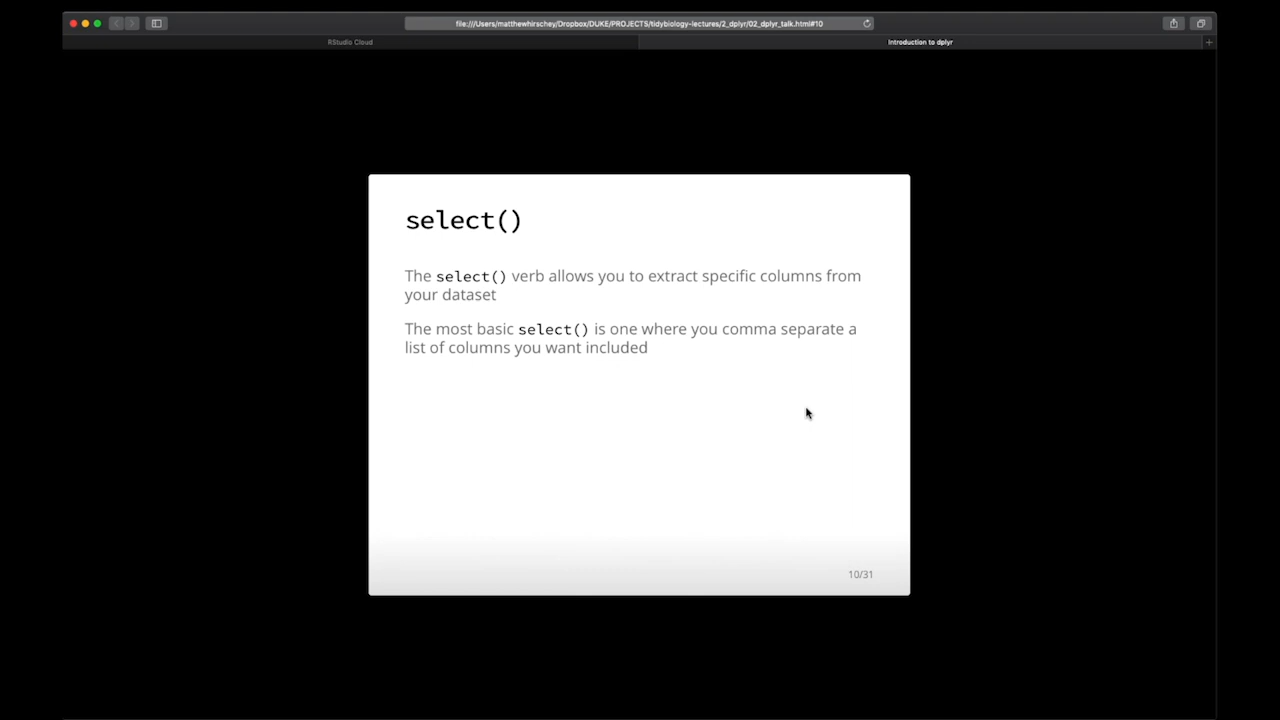 file:///Users/matthewhirschey/Dropbox/DUKE/PROJECTS/tidybiology-lectures/2_dplyr/02_dplyr_talk.html#10
RStudio Cloud
Introduction to dplyr
select()
The select() verb allows you to extract specific columns from
your dataset
The most basic select() is one where you comma separate a
list of columns you want included
10/31